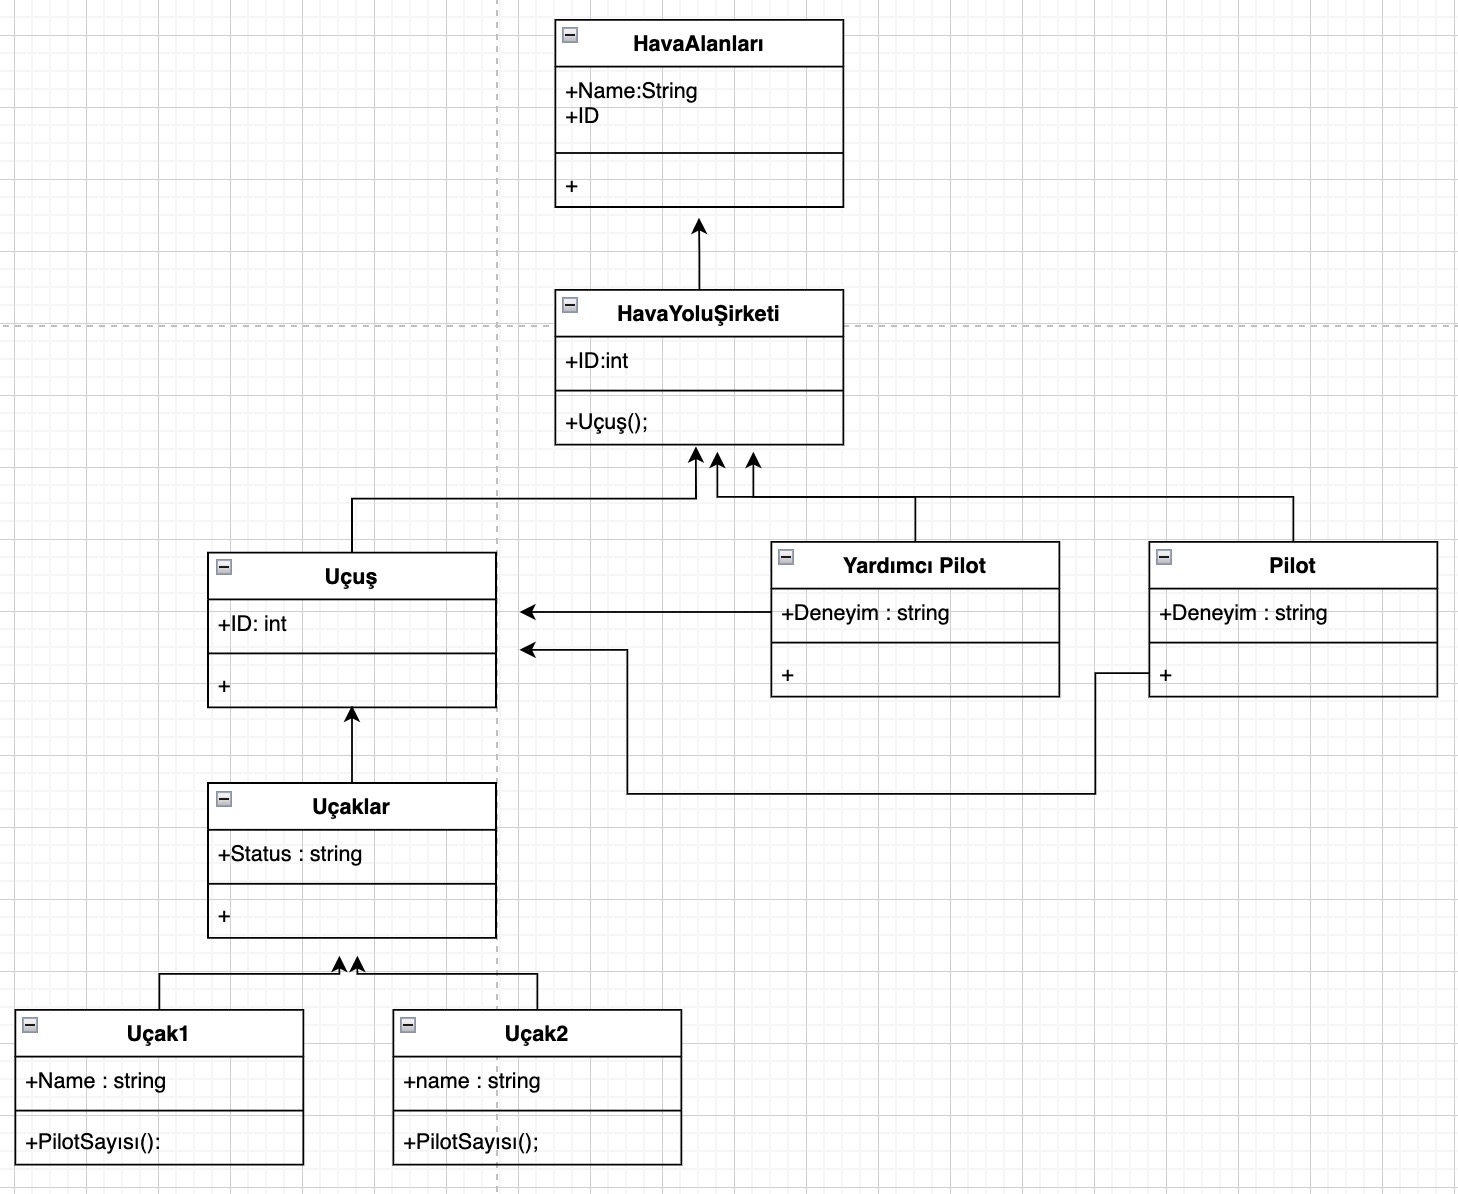 HavaAlanları
+Name:String
+ID
+
HavaYoluŞirketi
+ID:int
+Uçuş();
Uçuş
+ID: int
+
Yardımcı Pilot
+Deneyim : string
+
Pilot
+Deneyim : string
+
Uçaklar
+Status : string
+
Uçak1
+Name : string
+PilotSayısı():
Uçak2
+name : string
+PilotSayısı();